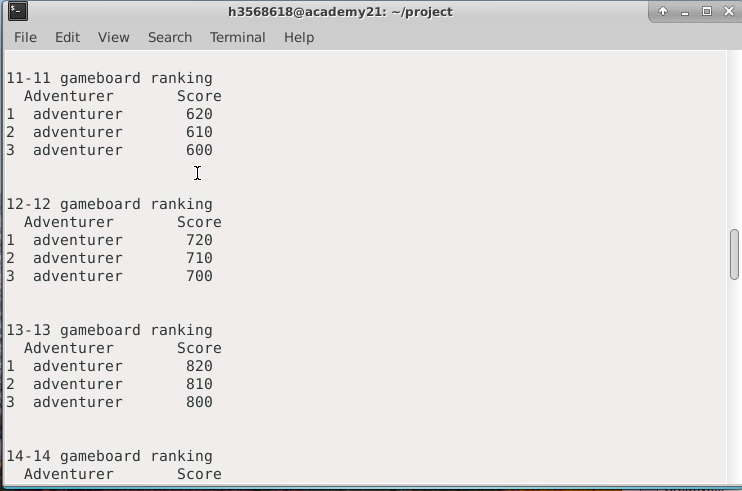 h3568618@academy21: ~/project
File Edit View Search Terminal Help
11-11 gameboard ranking
Adventurer Score
1 adventurer 620
2 adventurer 610
3 adventurer 600
12-12 gameboard ranking
Adventurer Score
1 adventurer 720
2 adventurer 710
3 adventurer 700
13-13 gameboard ranking
Adventurer Score
1 adventurer 820
2 adventurer 810
3 adventurer 800
14-14 gameboard ranking
Adventurer Score